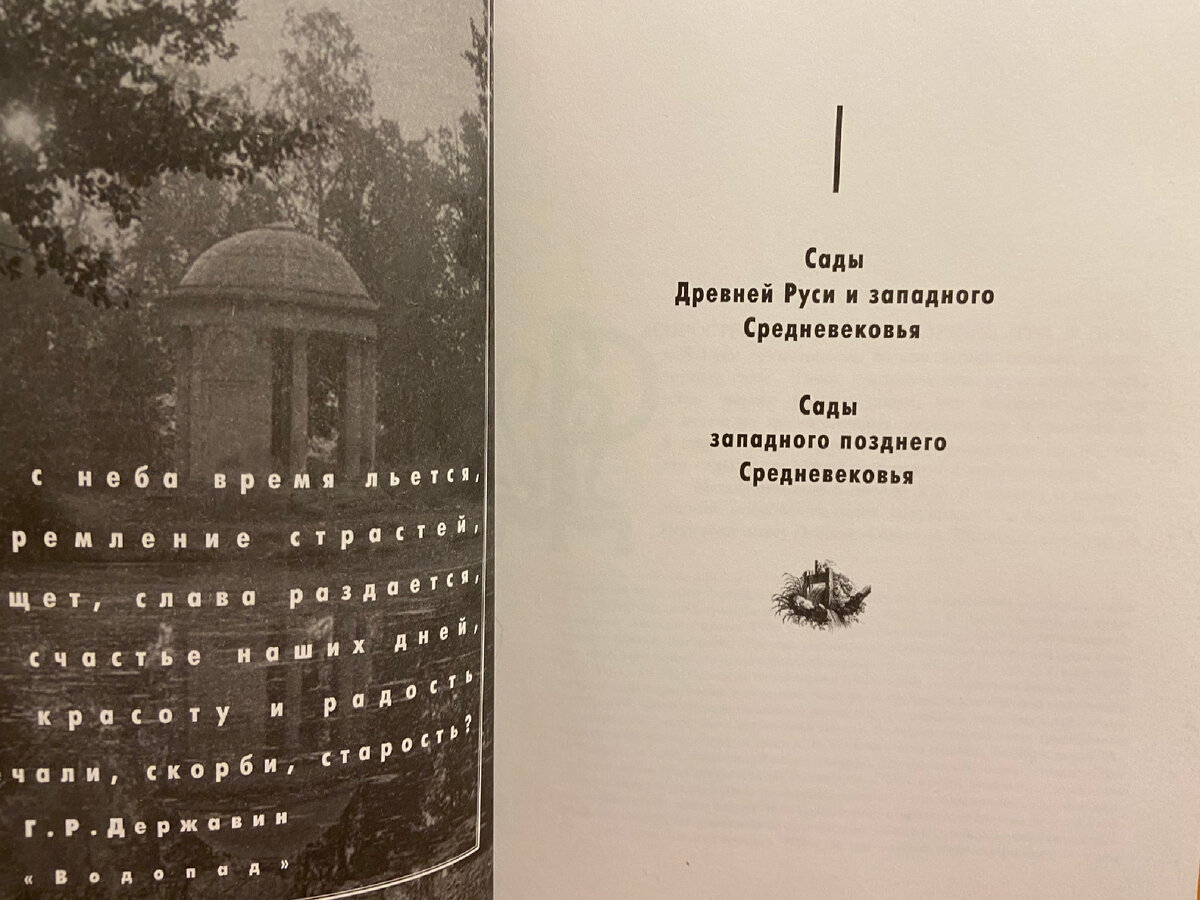 с неба время льется,
ремление страстей,
щет, слава раздается,
счастье наших дней,
красоту и радость
чали, скорби, старость?
Г.Р.Державин
«Водопад»
I
Сады
Древней Руси и западного
Средневековья
Сады
западного позднего
Средневековья